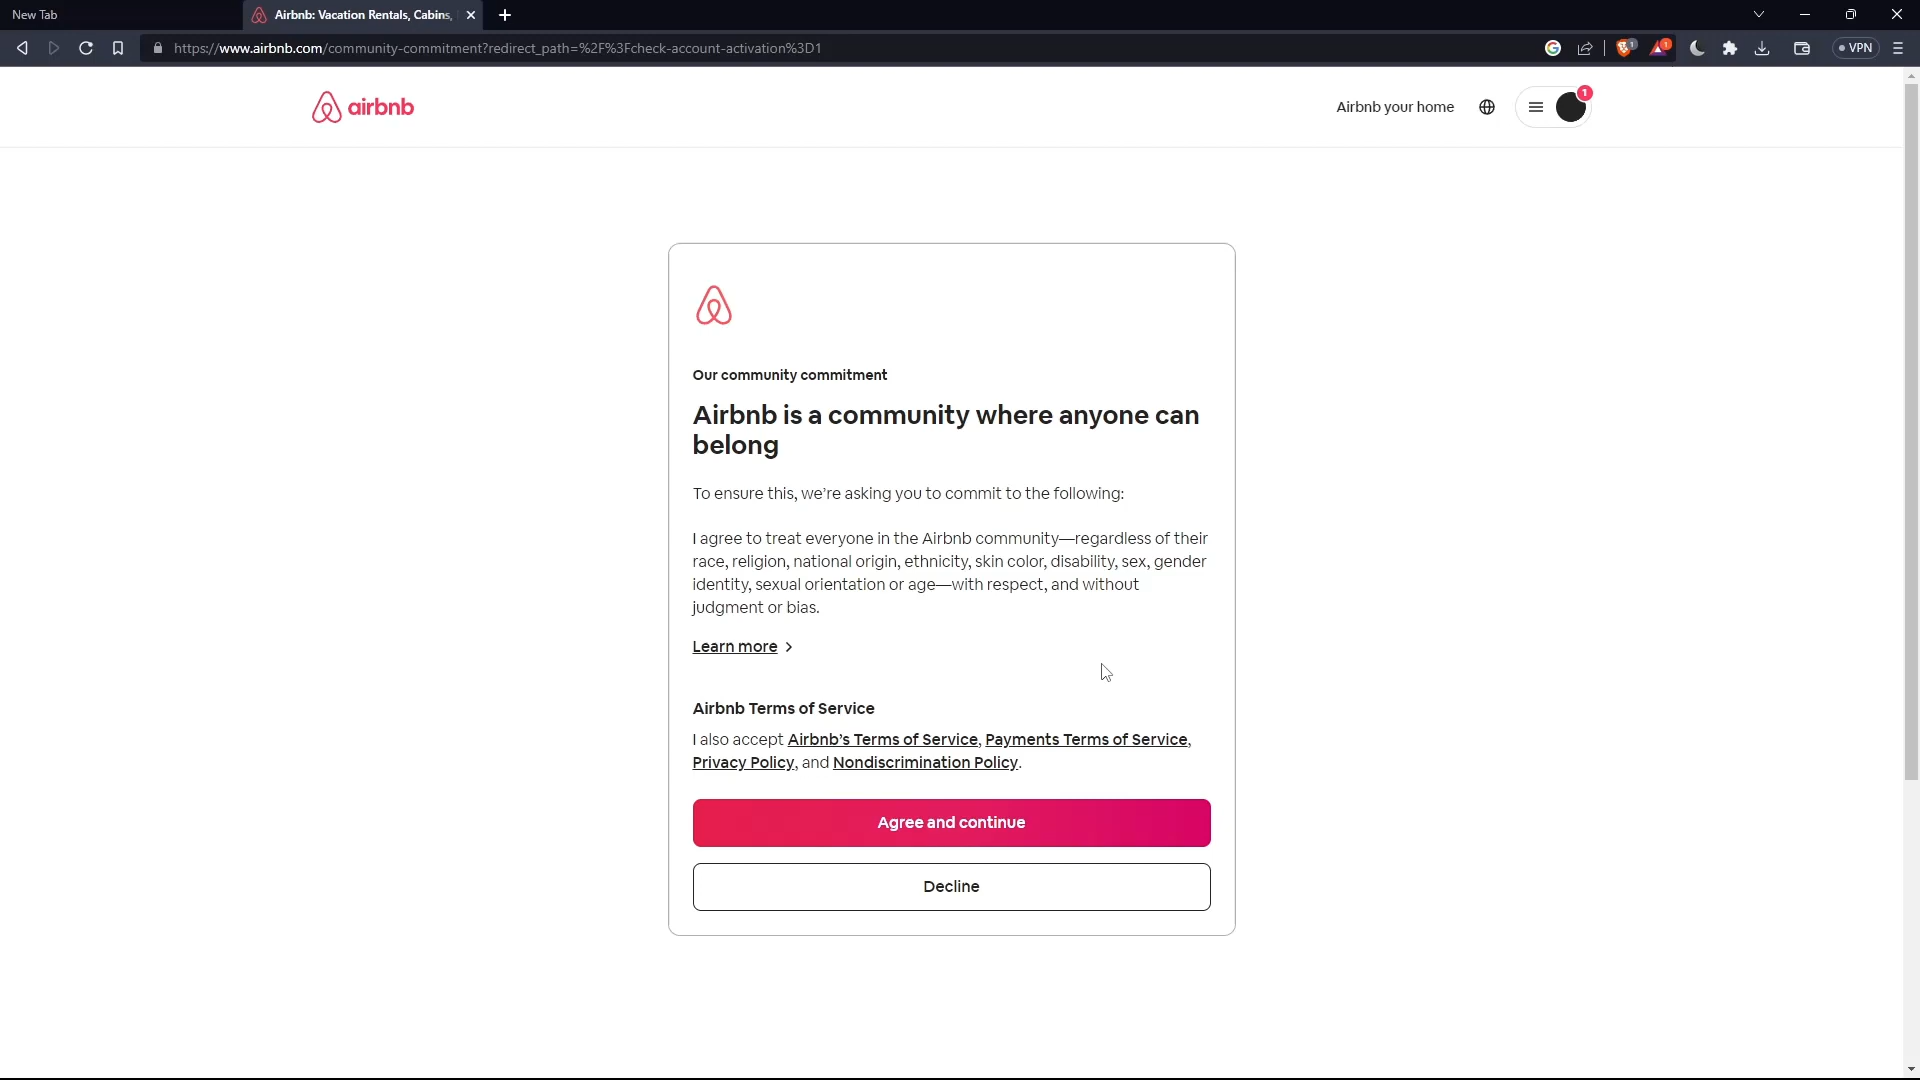 New Tab
Airbnb: Vacation Rentals, Cabins,
https://www.airbnb.com/community-commitment?redirect_path=%2F%3Fcheck-account-activation%3D1
1
1
VPN
airbnb
Airbnb your home
1
Our community commitment
Airbnb is a community where anyone can
belong
To ensure this, we’re asking you to commit to the following:
I agree to treat everyone in the Airbnb community—regardless of their
race, religion, national origin, ethnicity, skin color, disability, sex, gender
identity, sexual orientation or age—with respect, and without
judgment or bias.
Learn more
Airbnb Terms of Service
I also accept Airbnb’s Terms of Service, Payments Terms of Service,
Privacy Policy, and Nondiscrimination Policy.
Agree and continue
Decline